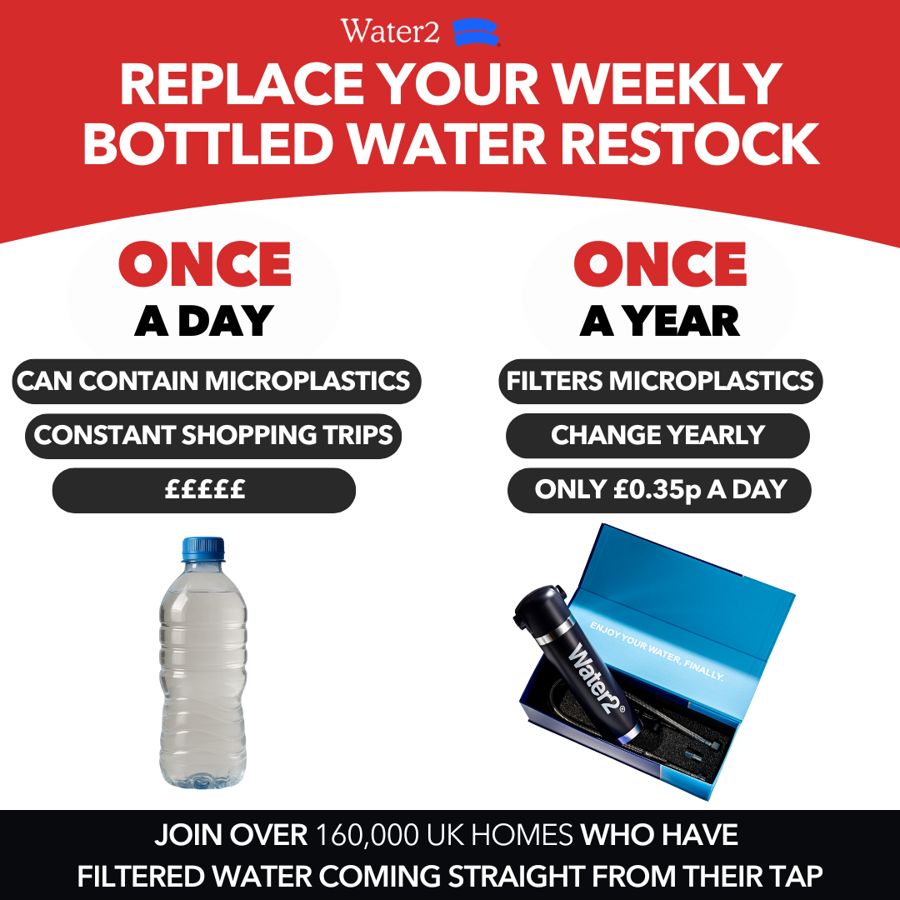 Water2
REPLACE YOUR WEEKLY
BOTTLED WATER RESTOCK
ONCE
A DAY
CAN CONTAIN MICROPLASTICS
CONSTANT SHOPPING TRIPS
£££££
ONCE
A YEAR
FILTERS MICROPLASTICS
CHANGE YEARLY
ONLY £0.35p A DAY
ENJOY YOUR WATER, FINALLY.
Water2®
JOIN OVER 160,000 UK HOMES WHO HAVE
FILTERED WATER COMING STRAIGHT FROM THEIR TAP